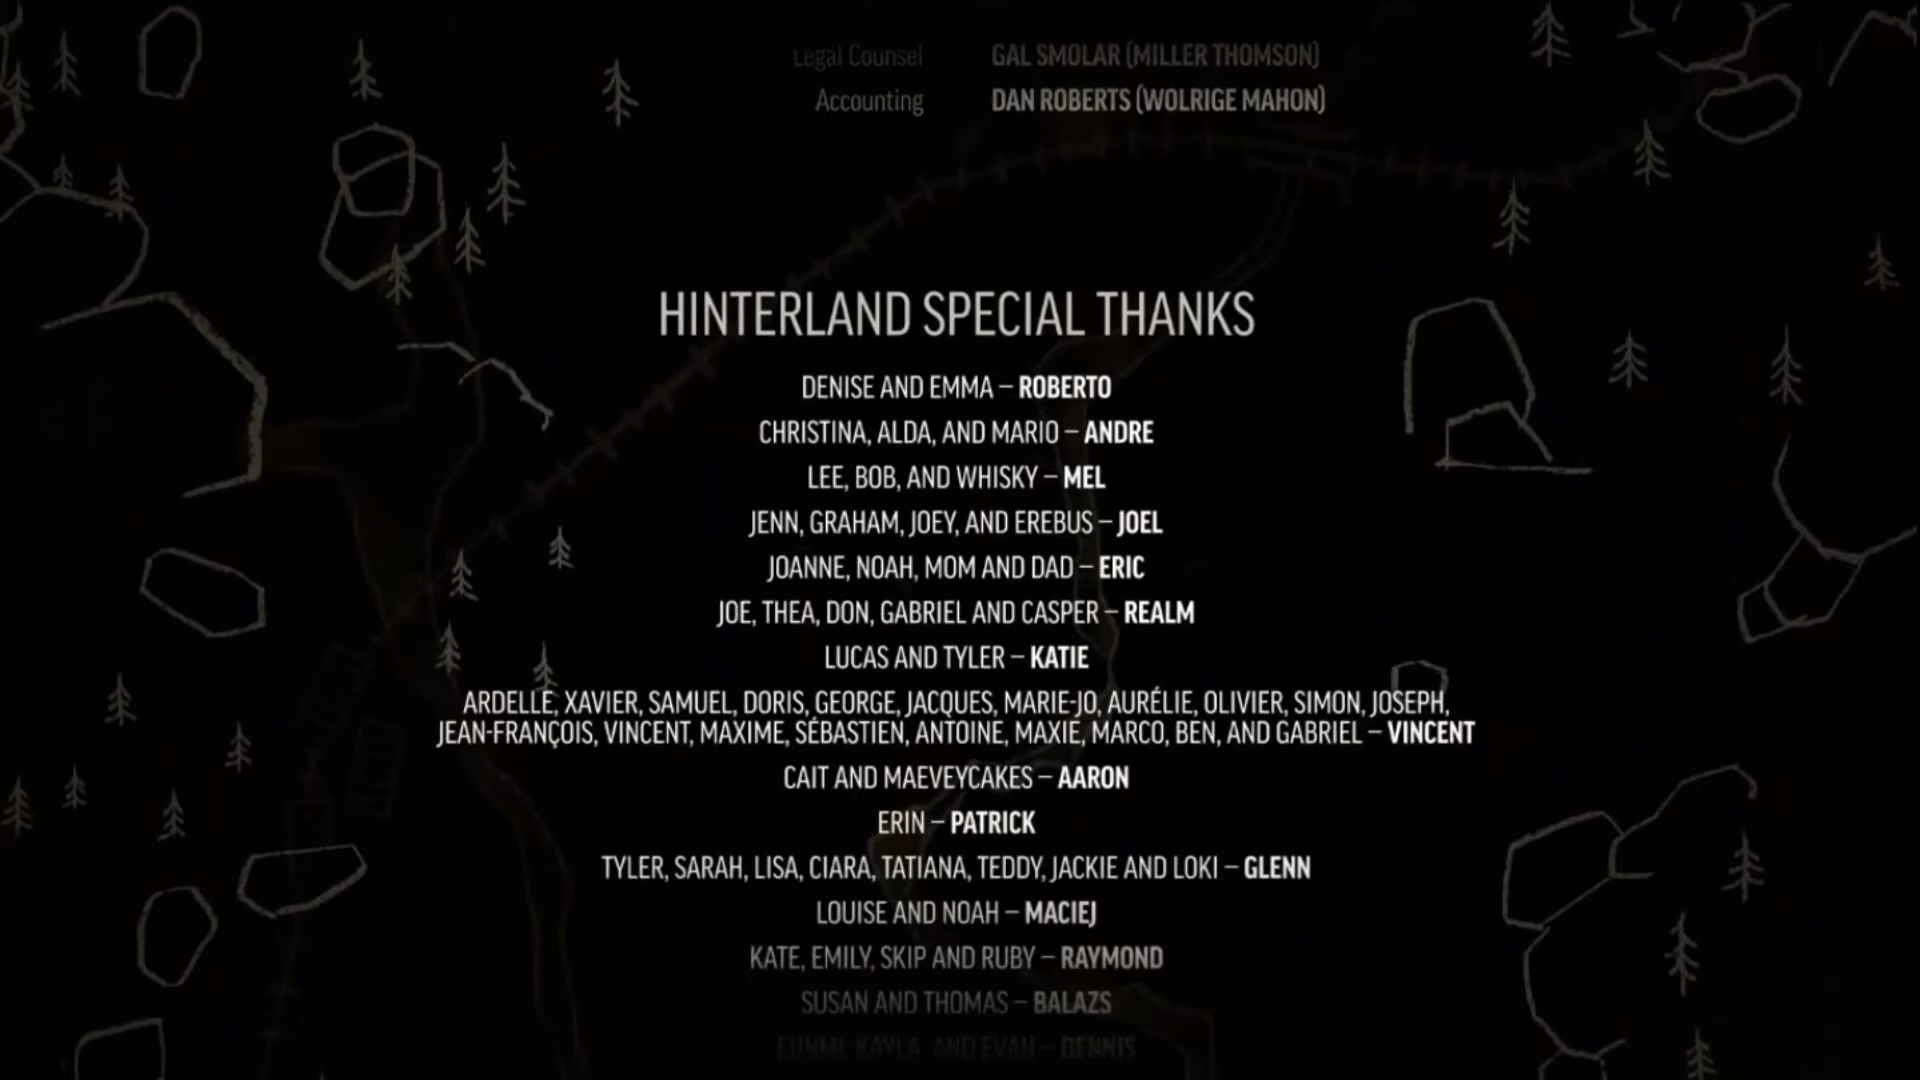 Legal Counsel GAL SMOLAR (MILLER THOMSON)
Accounting DAN ROBERTS (WOLRIGE MAHON)
HINTERLAND SPECIAL THANKS
DENISE AND EMMA – ROBERTO
CHRISTINA, ALDA, AND MARIO – ANDRE
LEE, BOB, AND WHISKY – MEL
JENN, GRAHAM, JOEY, AND EREBUS – JOEL
JOANNE, NOAH, MOM AND DAD – ERIC
JOE, THEA, DON, GABRIEL AND CASPER – REALM
LUCAS AND TYLER – KATIE
ARDELLE, XAVIER, SAMUEL, DORIS, GEORGE, JACQUES, MARIE-JO, AURÉLIE, OLIVIER, SIMON, JOSEPH,
JEAN-FRANÇOIS, VINCENT, MAXIME, SÉBASTIEN, ANTOINE, MAXIE, MARCO, BEN, AND GABRIEL – VINCENT
CAIT AND MAEVEYCAKES – AARON
ERIN – PATRICK
TYLER, SARAH, LISA, CIARA, TATIANA, TEDDY, JACKIE AND LOKI – GLENN
LOUISE AND NOAH – MACIEJ
KATE, EMILY, SKIP AND RUBY – RAYMOND
SUSAN AND THOMAS – BALAZS
EUNMI, KAYLA, AND EVAN – DENNIS